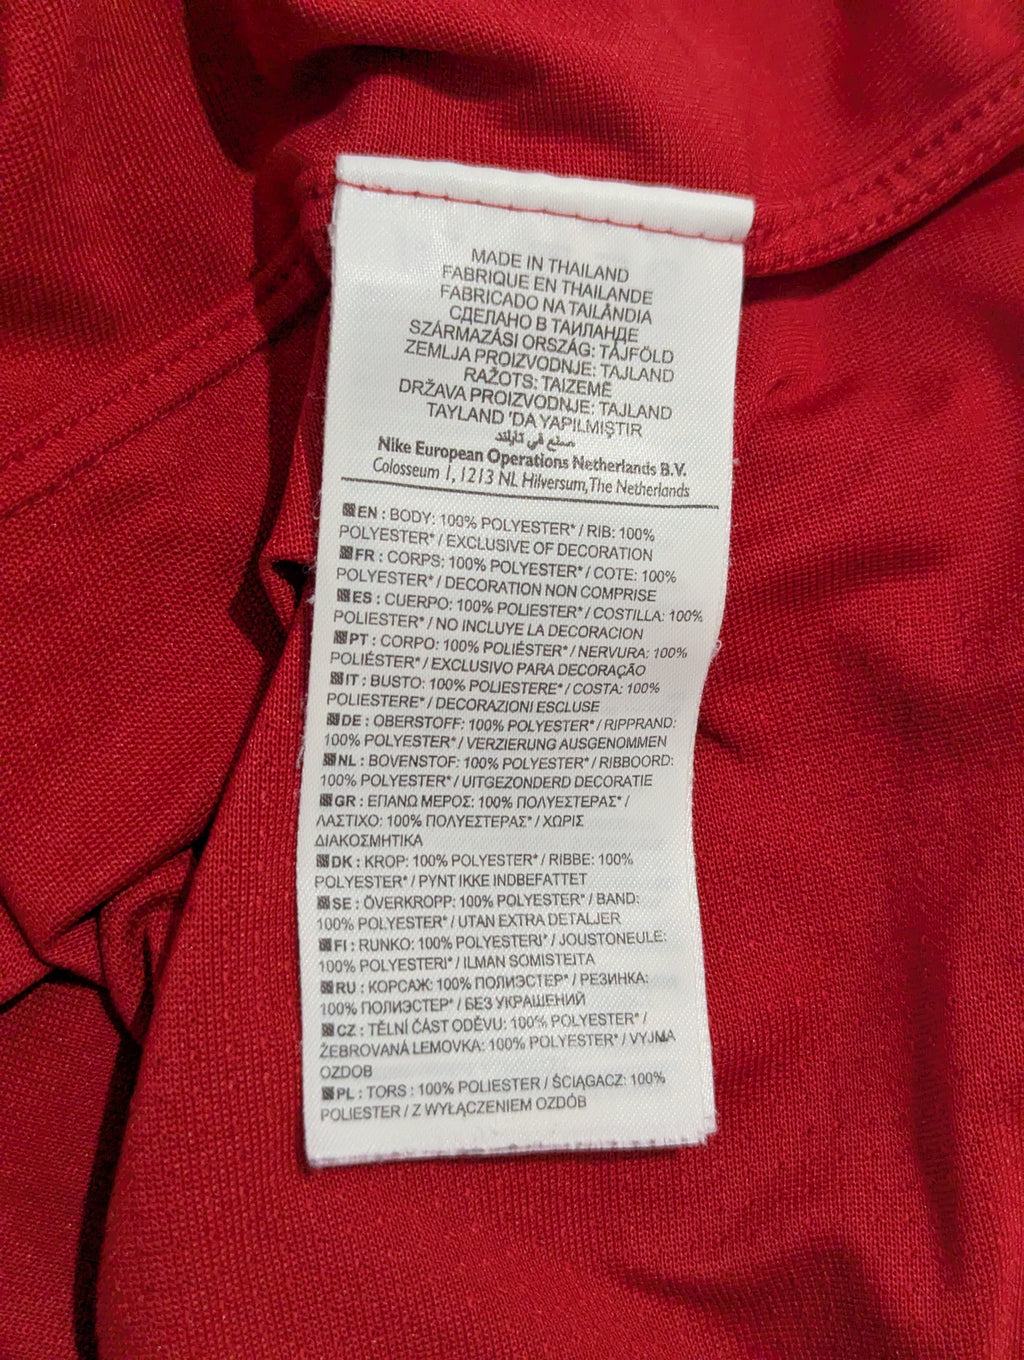 MADE IN THAILAND
FABRIQUE EN THAILANDE
FABRICADO NA TAILÂNDIA
СДЕЛАНО В ТАИЛАНДЕ
SZÁRMAZÁSI ORSZÁG: TÁJFÖLD
ZEMLJA PROIZVODNJE: TAJLAND
RAŽOTS: TAIZEMĒ
DRŽAVA PROIZVODNJE: TAJLAND
TAYLAND 'DA YAPILMIŞTIR
صنع في تايلند
Nike European Operations Netherlands B.V.
Colosseum 1, 1213 NL Hilversum, The Netherlands
EN : BODY: 100% POLYESTER* / RIB: 100%
POLYESTER* / EXCLUSIVE OF DECORATION
FR : CORPS: 100% POLYESTER* / COTE: 100%
POLYESTER* / DECORATION NON COMPRISE
ES : CUERPO: 100% POLIESTER* / COSTILLA: 100%
POLIESTER* / NO INCLUYE LA DECORACION
PT : CORPO: 100% POLIÉSTER* / NERVURA: 100%
POLIÉSTER* / EXCLUSIVO PARA DECORAÇÃO
IT : BUSTO: 100% POLIESTERE* / COSTA: 100%
POLIESTERE* / DECORAZIONI ESCLUSE
DE : OBERSTOFF: 100% POLYESTER* / RIPPRAND:
100% POLYESTER* / VERZIERUNG AUSGENOMMEN
NL : BOVENSTOF: 100% POLYESTER* / RIBBOORD:
100% POLYESTER* / UITGEZONDERD DECORATIE
GR : ΕΠΑΝΩ ΜΕΡΟΣ: 100% ΠΟΛΥΕΣΤΕΡΑΣ* /
ΛΑΣΤΙΧΟ: 100% ΠΟΛΥΕΣΤΕΡΑΣ* / ΧΩΡΙΣ
ΔΙΑΚΟΣΜΗΤΙΚΑ
DK : KROP: 100% POLYESTER* / RIBBE: 100%
POLYESTER* / PYNT IKKE INDBEFATTET
SE : ÖVERKROPP: 100% POLYESTER* / BAND:
100% POLYESTER* / UTAN EXTRA DETALJER
FI : RUNKO: 100% POLYESTERI* / JOUSTONEULE:
100% POLYESTERI* / ILMAN SOMISTEITA
RU : КОРСАЖ: 100% ПОЛИЭСТЕР* / РЕЗИНКА:
100% ПОЛИЭСТЕР* / БЕЗ УКРАШЕНИЙ
CZ : TĚLNÍ ČÁST ODĚVU: 100% POLYESTER* /
ŽEBROVANÁ LEMOVKA: 100% POLYESTER* / VYJMA
OZDOB
PL : TORS : 100% POLIESTER / ŚCIĄGACZ: 100%
POLIESTER / Z WYŁĄCZENIEM OZDÓB